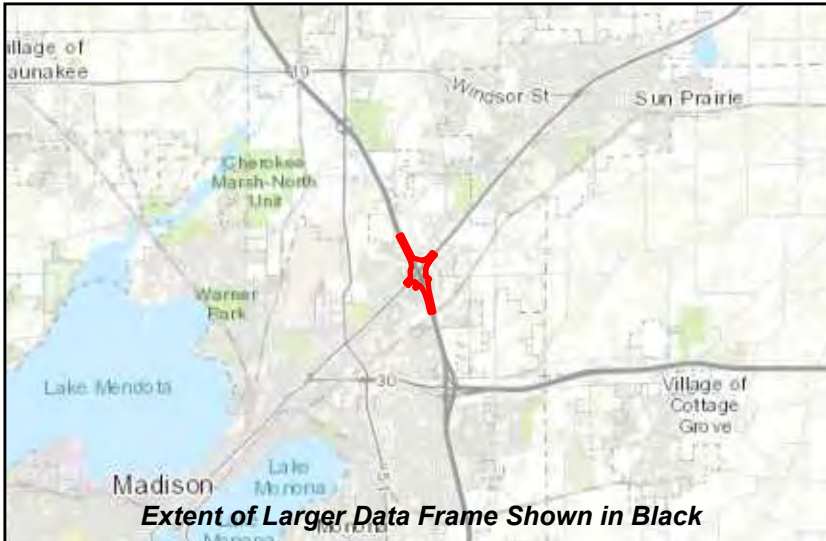 illage of
aunakee
19
Windsor St
Sun Prairie
Cherokee
Marsh-North
Unit
Warner
Park
Lake Mendota
30
Village of
Cottage
Grove
Madison
Lake
Monona
51
Extent of Larger Data Frame Shown in Black
Monona